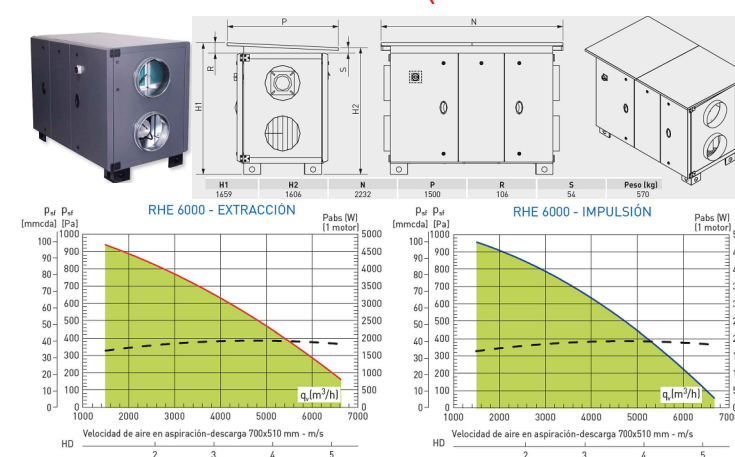 P
N
R
S
H1
H2
H1 H2 N P R S Peso (kg)
1659 1606 2232 1500 106 54 570
RHE 6000 - EXTRACCIÓN
psf psf
[mmcda] [Pa]
Pabs (W)
(1 motor)
100 1000 5000
90 900 4500
80 800 4000
70 700 3500
60 600 3000
50 500 2500
40 400 2000
30 300 1500
20 200 1000
10 100 500
0 0 0
qv[m³/h]
1000 2000 3000 4000 5000 6000 7000
Velocidad de aire en aspiración-descarga 700x510 mm - m/s
HD
2 3 4 5
RHE 6000 - IMPULSIÓN
psf psf
[mmcda] [Pa]
Pabs (W)
(1 motor)
100 1000
90 900
80 800
70 700
60 600
50 500
40 400
30 300
20 200
10 100
0 0
qv[m³/h]
1000 2000 3000 4000 5000 6000
Velocidad de aire en aspiración-descarga 700x510 mm - m/s
HD
2 3 4 5